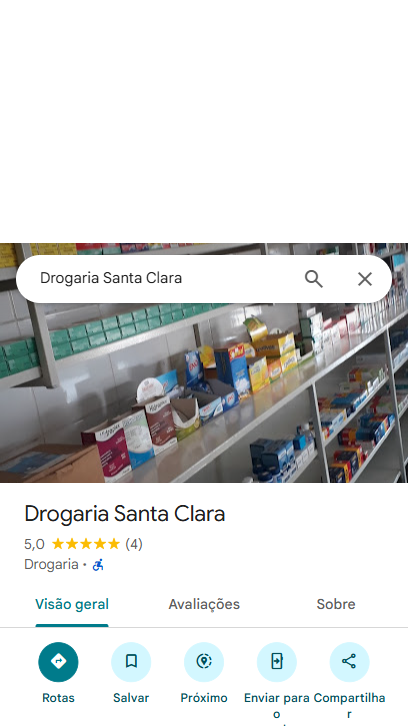 Drogaria Santa Clara
Drogaria Santa Clara
5,0 (4)
Drogaria ·
Visão geral
Avaliações
Sobre
Rotas
Salvar
Próximo
Enviar para o
Compartilhar